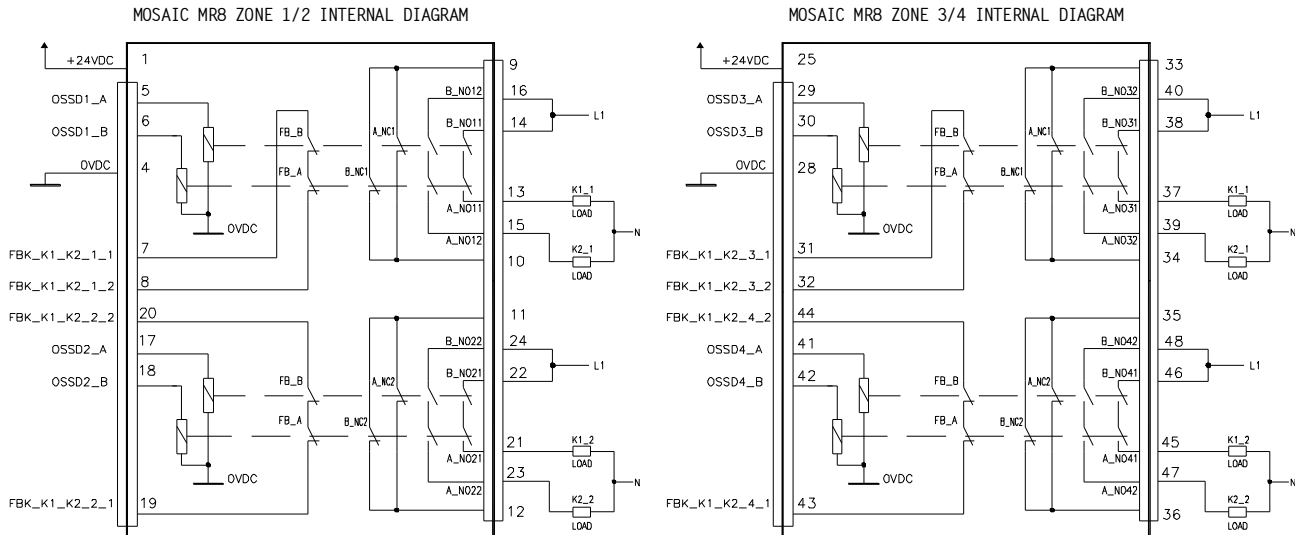 MOSAIC MR8 ZONE 1/2 INTERNAL DIAGRAM
+24VDC
1
9
5
OSSD1_A
B_NO12
16
6
OSSD1_B
FB_B
A_NC1
B_NO11
14
L1
0VDC
4
FB_A
B_NC1
13
K1_1
LOAD
A_NO11
15
N
0VDC
A_NO12
K2_1
LOAD
7
FBK_K1_K2_1_1
10
8
FBK_K1_K2_1_2
20
FBK_K1_K2_2_2
11
17
OSSD2_A
B_NO22
24
L1
18
OSSD2_B
FB_B
A_NC2
B_NO21
22
FB_A
B_NC2
21
K1_2
LOAD
A_NO21
23
0VDC
A_NO22
N
K2_2
LOAD
19
FBK_K1_K2_2_1
12
MOSAIC MR8 ZONE 3/4 INTERNAL DIAGRAM
+24VDC
25
33
29
OSSD3_A
B_NO32
40
30
OSSD3_B
FB_B
A_NC1
B_NO31
38
L1
0VDC
28
FB_A
B_NC1
37
K1_1
LOAD
A_NO31
39
N
0VDC
A_NO32
K2_1
LOAD
31
FBK_K1_K2_3_1
34
32
FBK_K1_K2_3_2
44
FBK_K1_K2_4_2
35
41
OSSD4_A
B_NO42
48
L1
42
OSSD4_B
FB_B
A_NC2
B_NO41
46
FB_A
B_NC2
45
K1_2
LOAD
A_NO41
47
0VDC
A_NO42
N
K2_2
LOAD
43
FBK_K1_K2_4_1
36